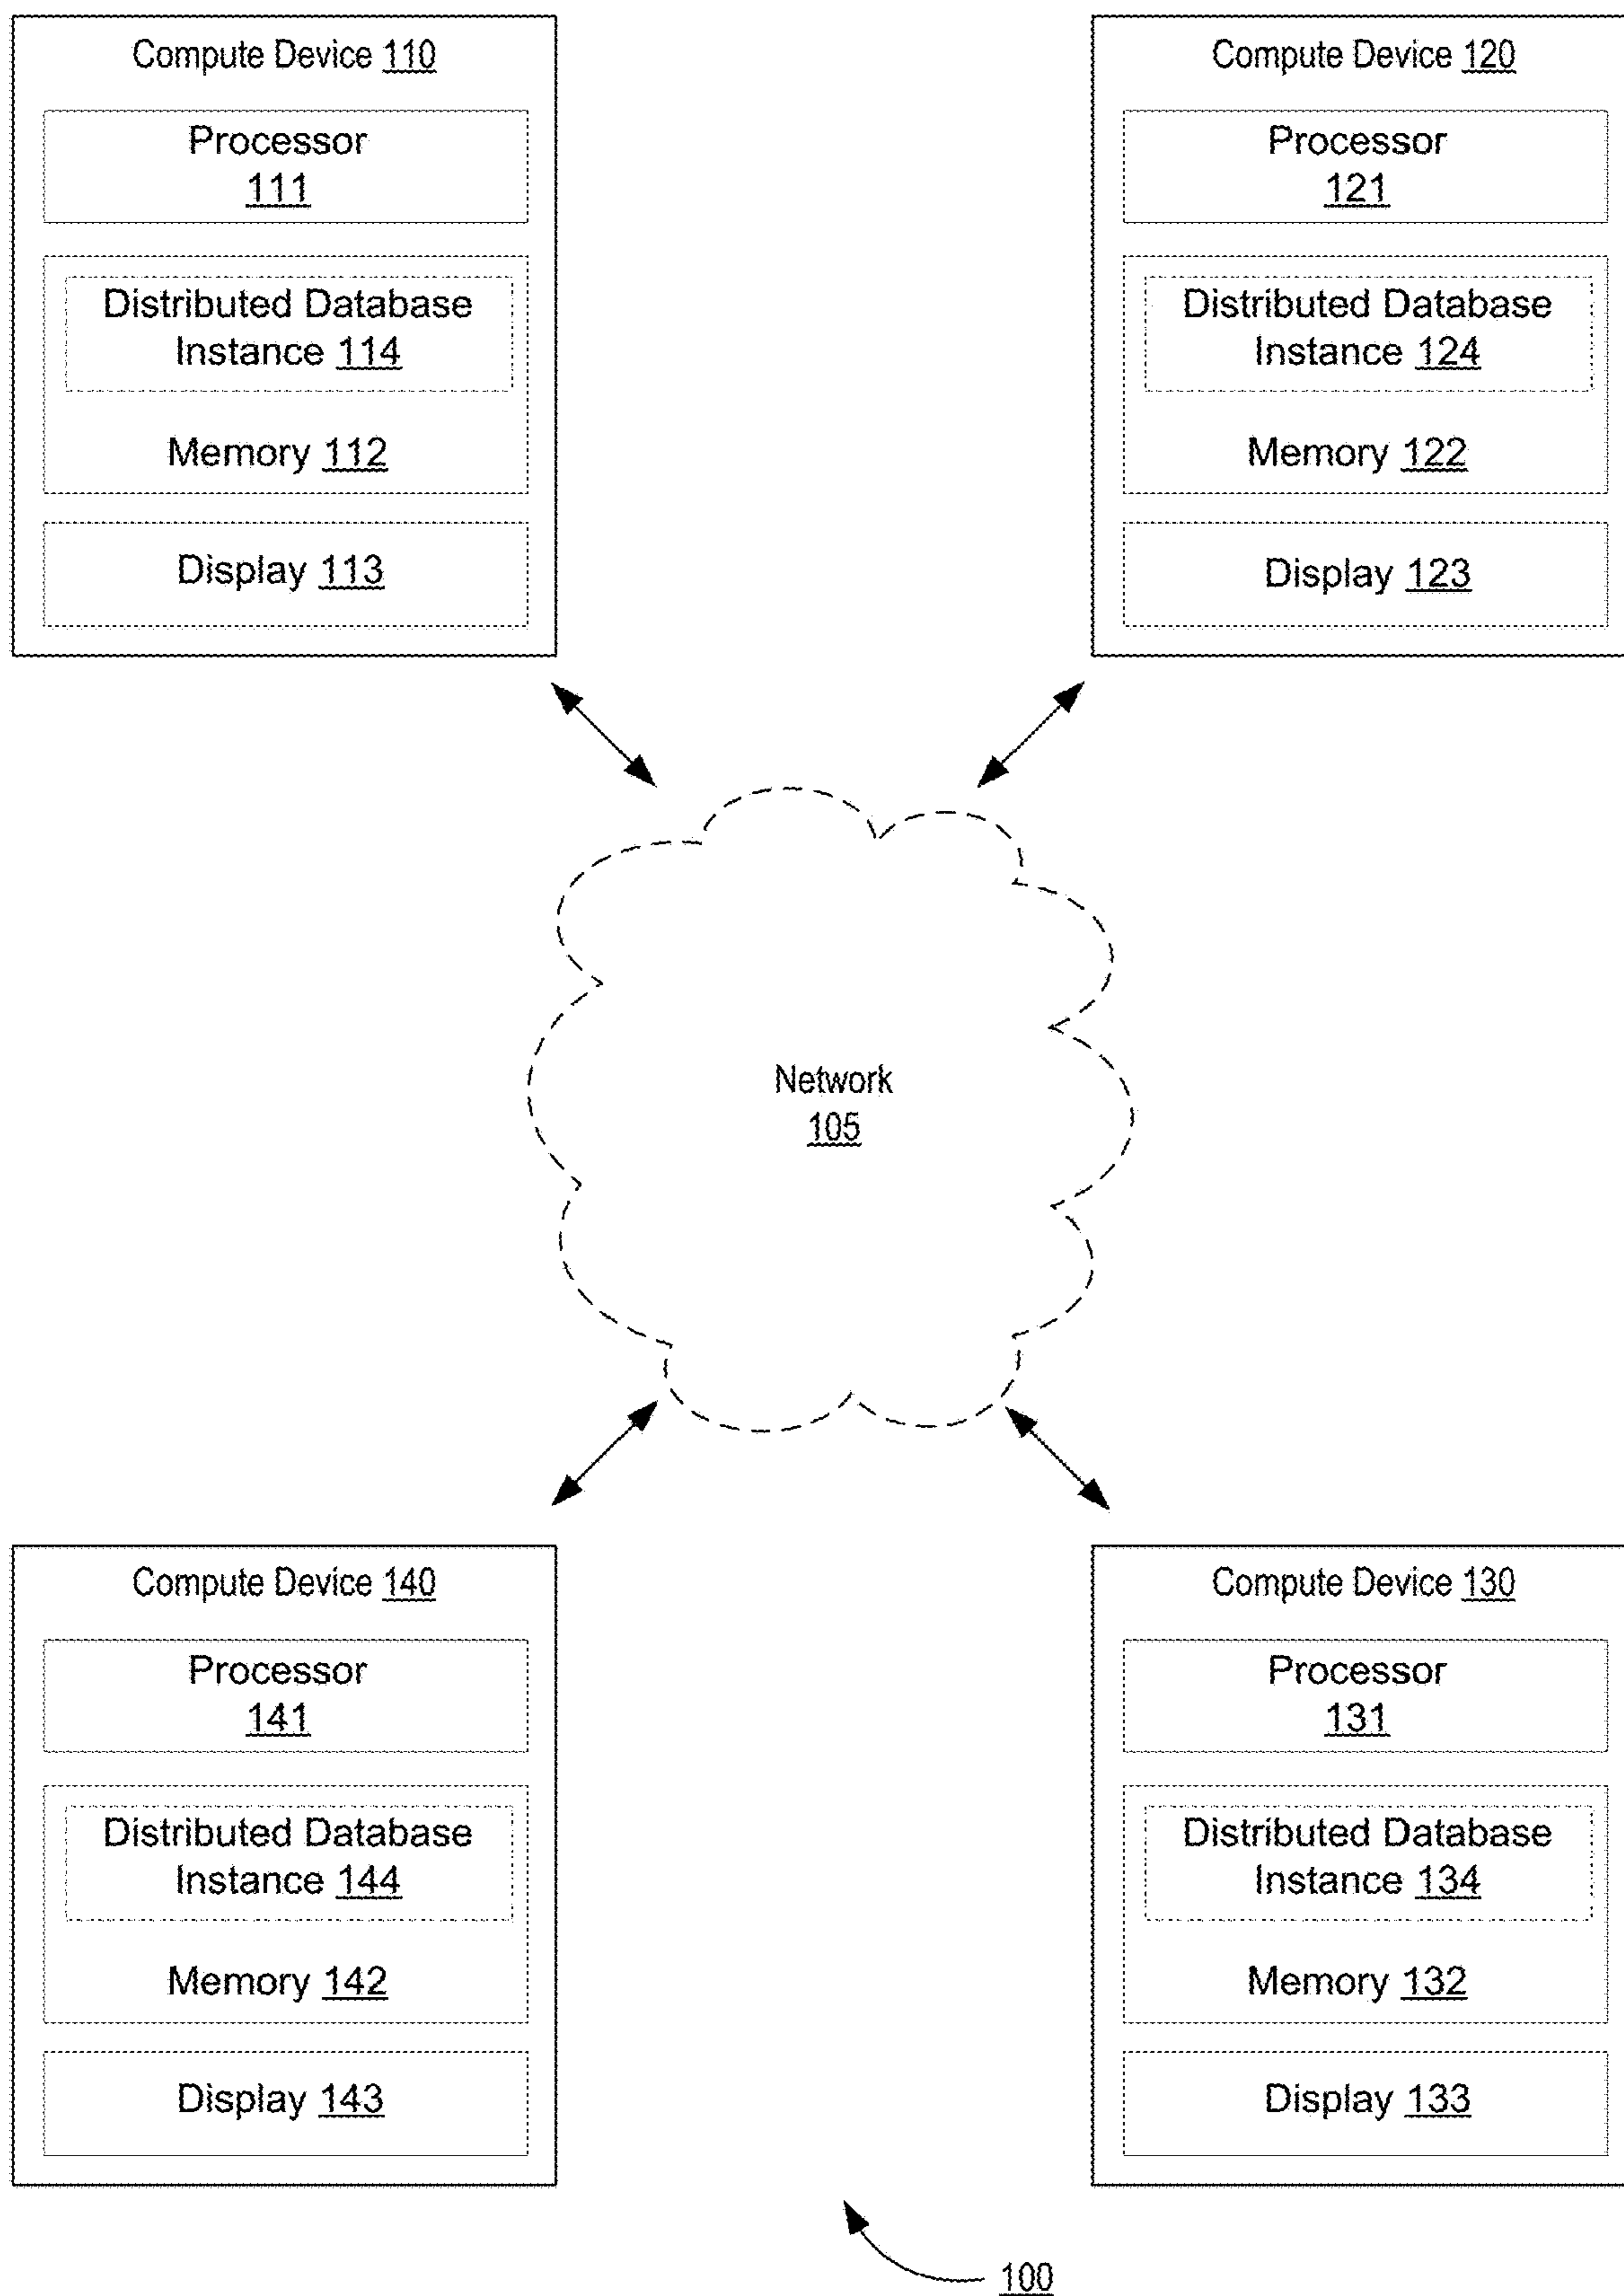 Compute Device 110
Processor
111
Distributed Database
Instance 114
Memory 112
Display 113
Compute Device 120
Processor
121
Distributed Database
Instance 124
Memory 122
Display 123
Network
105
Compute Device 140
Processor
141
Distributed Database
Instance 144
Memory 142
Display 143
Compute Device 130
Processor
131
Distributed Database
Instance 134
Memory 132
Display 133
100